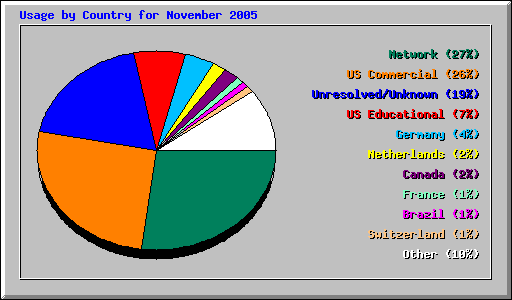 Usage by Country for November 2005
Network (27%)
US Commercial (26%)
Unresolved/Unknown (19%)
US Educational (7%)
Germany (4%)
Netherlands (2%)
Canada (2%)
France (1%)
Brazil (1%)
Switzerland (1%)
Other (10%)